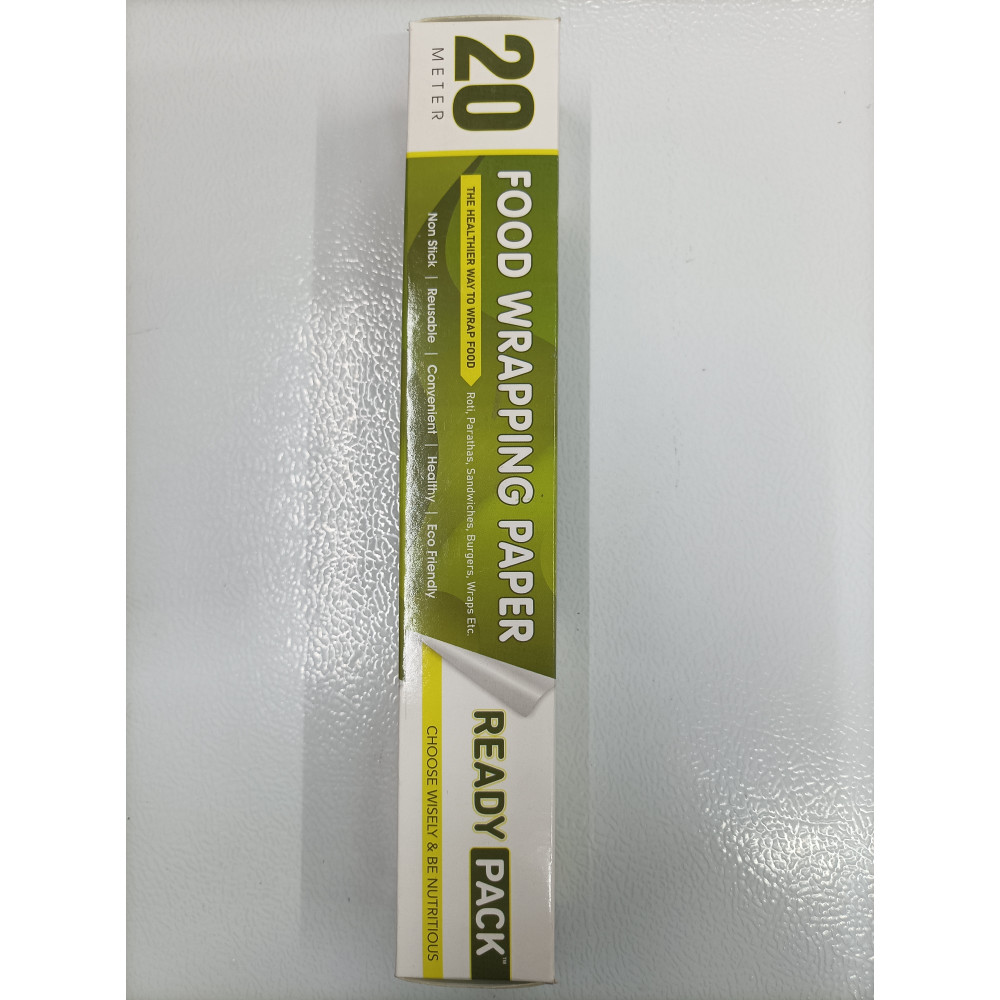 20
METER
FOOD WRAPPING PAPER
THE HEALTHIER WAY TO WRAP FOOD Roti, Parathas, Sandwiches, Burgers, Wraps Etc.
Non Stick | Reusable | Convenient | Healthy | Eco Friendly
READY PACK™
CHOOSE WISELY & BE NUTRITIOUS